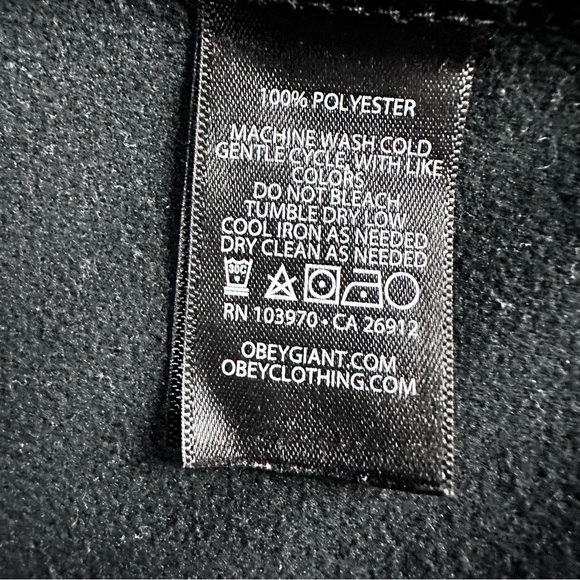 100% POLYESTER
MACHINE WASH COLD
GENTLE CYCLE, WITH LIKE
COLORS
DO NOT BLEACH
TUMBLE DRY LOW
COOL IRON AS NEEDED
DRY CLEAN AS NEEDED
30C
RN 103970 • CA 26912
OBEYGIANT.COM
OBEYCLOTHING.COM